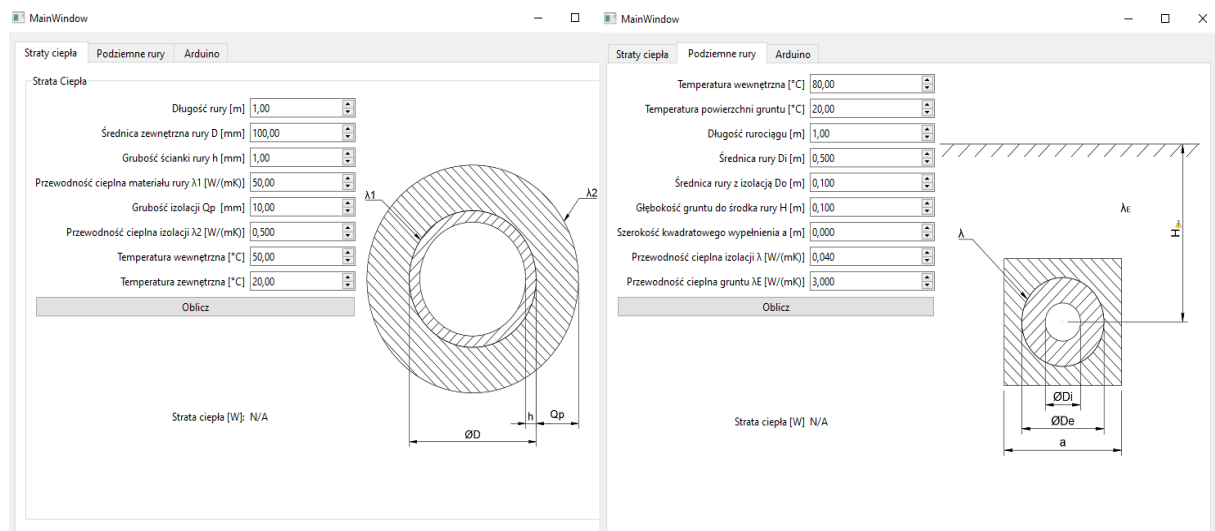 MainWindow
Straty ciepła Podziemne rury Arduino
Strata Ciepła
Długość rury [m] 1,00
Średnica zewnętrzna rury D [mm] 100,00
Grubość ścianki rury h [mm] 1,00
Przewodność cieplna materiału rury λ1 [W/(mK)] 50,00
Grubość izolacji Qp [mm] 10,00
Przewodność cieplna izolacji λ2 [W/(mK)] 0,500
Temperatura wewnętrzna [°C] 50,00
Temperatura zewnętrzna [°C] 20,00
Oblicz
Strata ciepła [W]: N/A
λ1
λ2
h Qp
ØD
MainWindow
Straty ciepła Podziemne rury Arduino
Temperatura wewnętrzna [°C] 80,00
Temperatura powierzchni gruntu [°C] 20,00
Długość rurociągu [m] 1,00
Średnica rury Di [m] 0,500
Średnica rury z izolacją Do [m] 0,100
Głębokość gruntu do środka rury H [m] 0,100
Szerokość kwadratowego wypełnienia a [m] 0,000
Przewodność cieplna izolacji λ [W/(mK)] 0,040
Przewodność cieplna gruntu λE [W/(mK)] 3,000
Oblicz
Strata ciepła [W] N/A
λE
H
λ
ØDi
ØDe
a